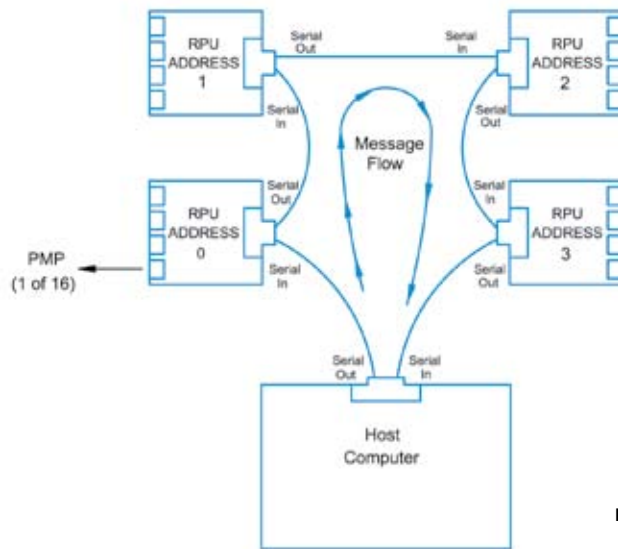 RPU
ADDRESS
1
Serial
Out
Serial
In
RPU
ADDRESS
2
Serial
In
Serial
Out
Message
Flow
RPU
ADDRESS
0
Serial
Out
Serial
In
RPU
ADDRESS
3
Serial
In
Serial
Out
PMP
(1 of 16)
Serial
Out
Serial
In
Host
Computer